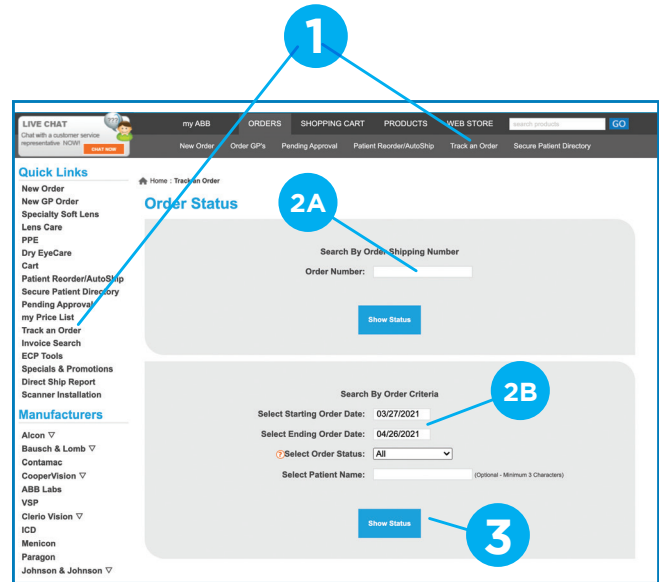 1
LIVE CHAT
???
Chat with a customer service
representative NOW!
CHAT NOW
my ABB ORDERS SHOPPING CART PRODUCTS WEB STORE search products GO
New Order Order GP's Pending Approval Patient Reorder/AutoShip Track an Order Secure Patient Directory
Quick Links
New Order
New GP Order
Specialty Soft Lens
Lens Care
PPE
Dry EyeCare
Cart
Patient Reorder/AutoShip
Secure Patient Directory
Pending Approval
my Price List
Track an Order
Invoice Search
ECP Tools
Specials & Promotions
Direct Ship Report
Scanner Installation
Manufacturers
Alcon ▽
Bausch & Lomb ▽
Contamac
CooperVision ▽
ABB Labs
VSP
Clerio Vision ▽
ICD
Menicon
Paragon
Johnson & Johnson ▽
Home : Track an Order
Order Status
2A
Search By Order Shipping Number
Order Number:
Show Status
Search By Order Criteria
2B
Select Starting Order Date: 03/27/2021
Select Ending Order Date: 04/26/2021
?Select Order Status: All
Select Patient Name: (Optional - Minimum 3 Characters)
Show Status
3